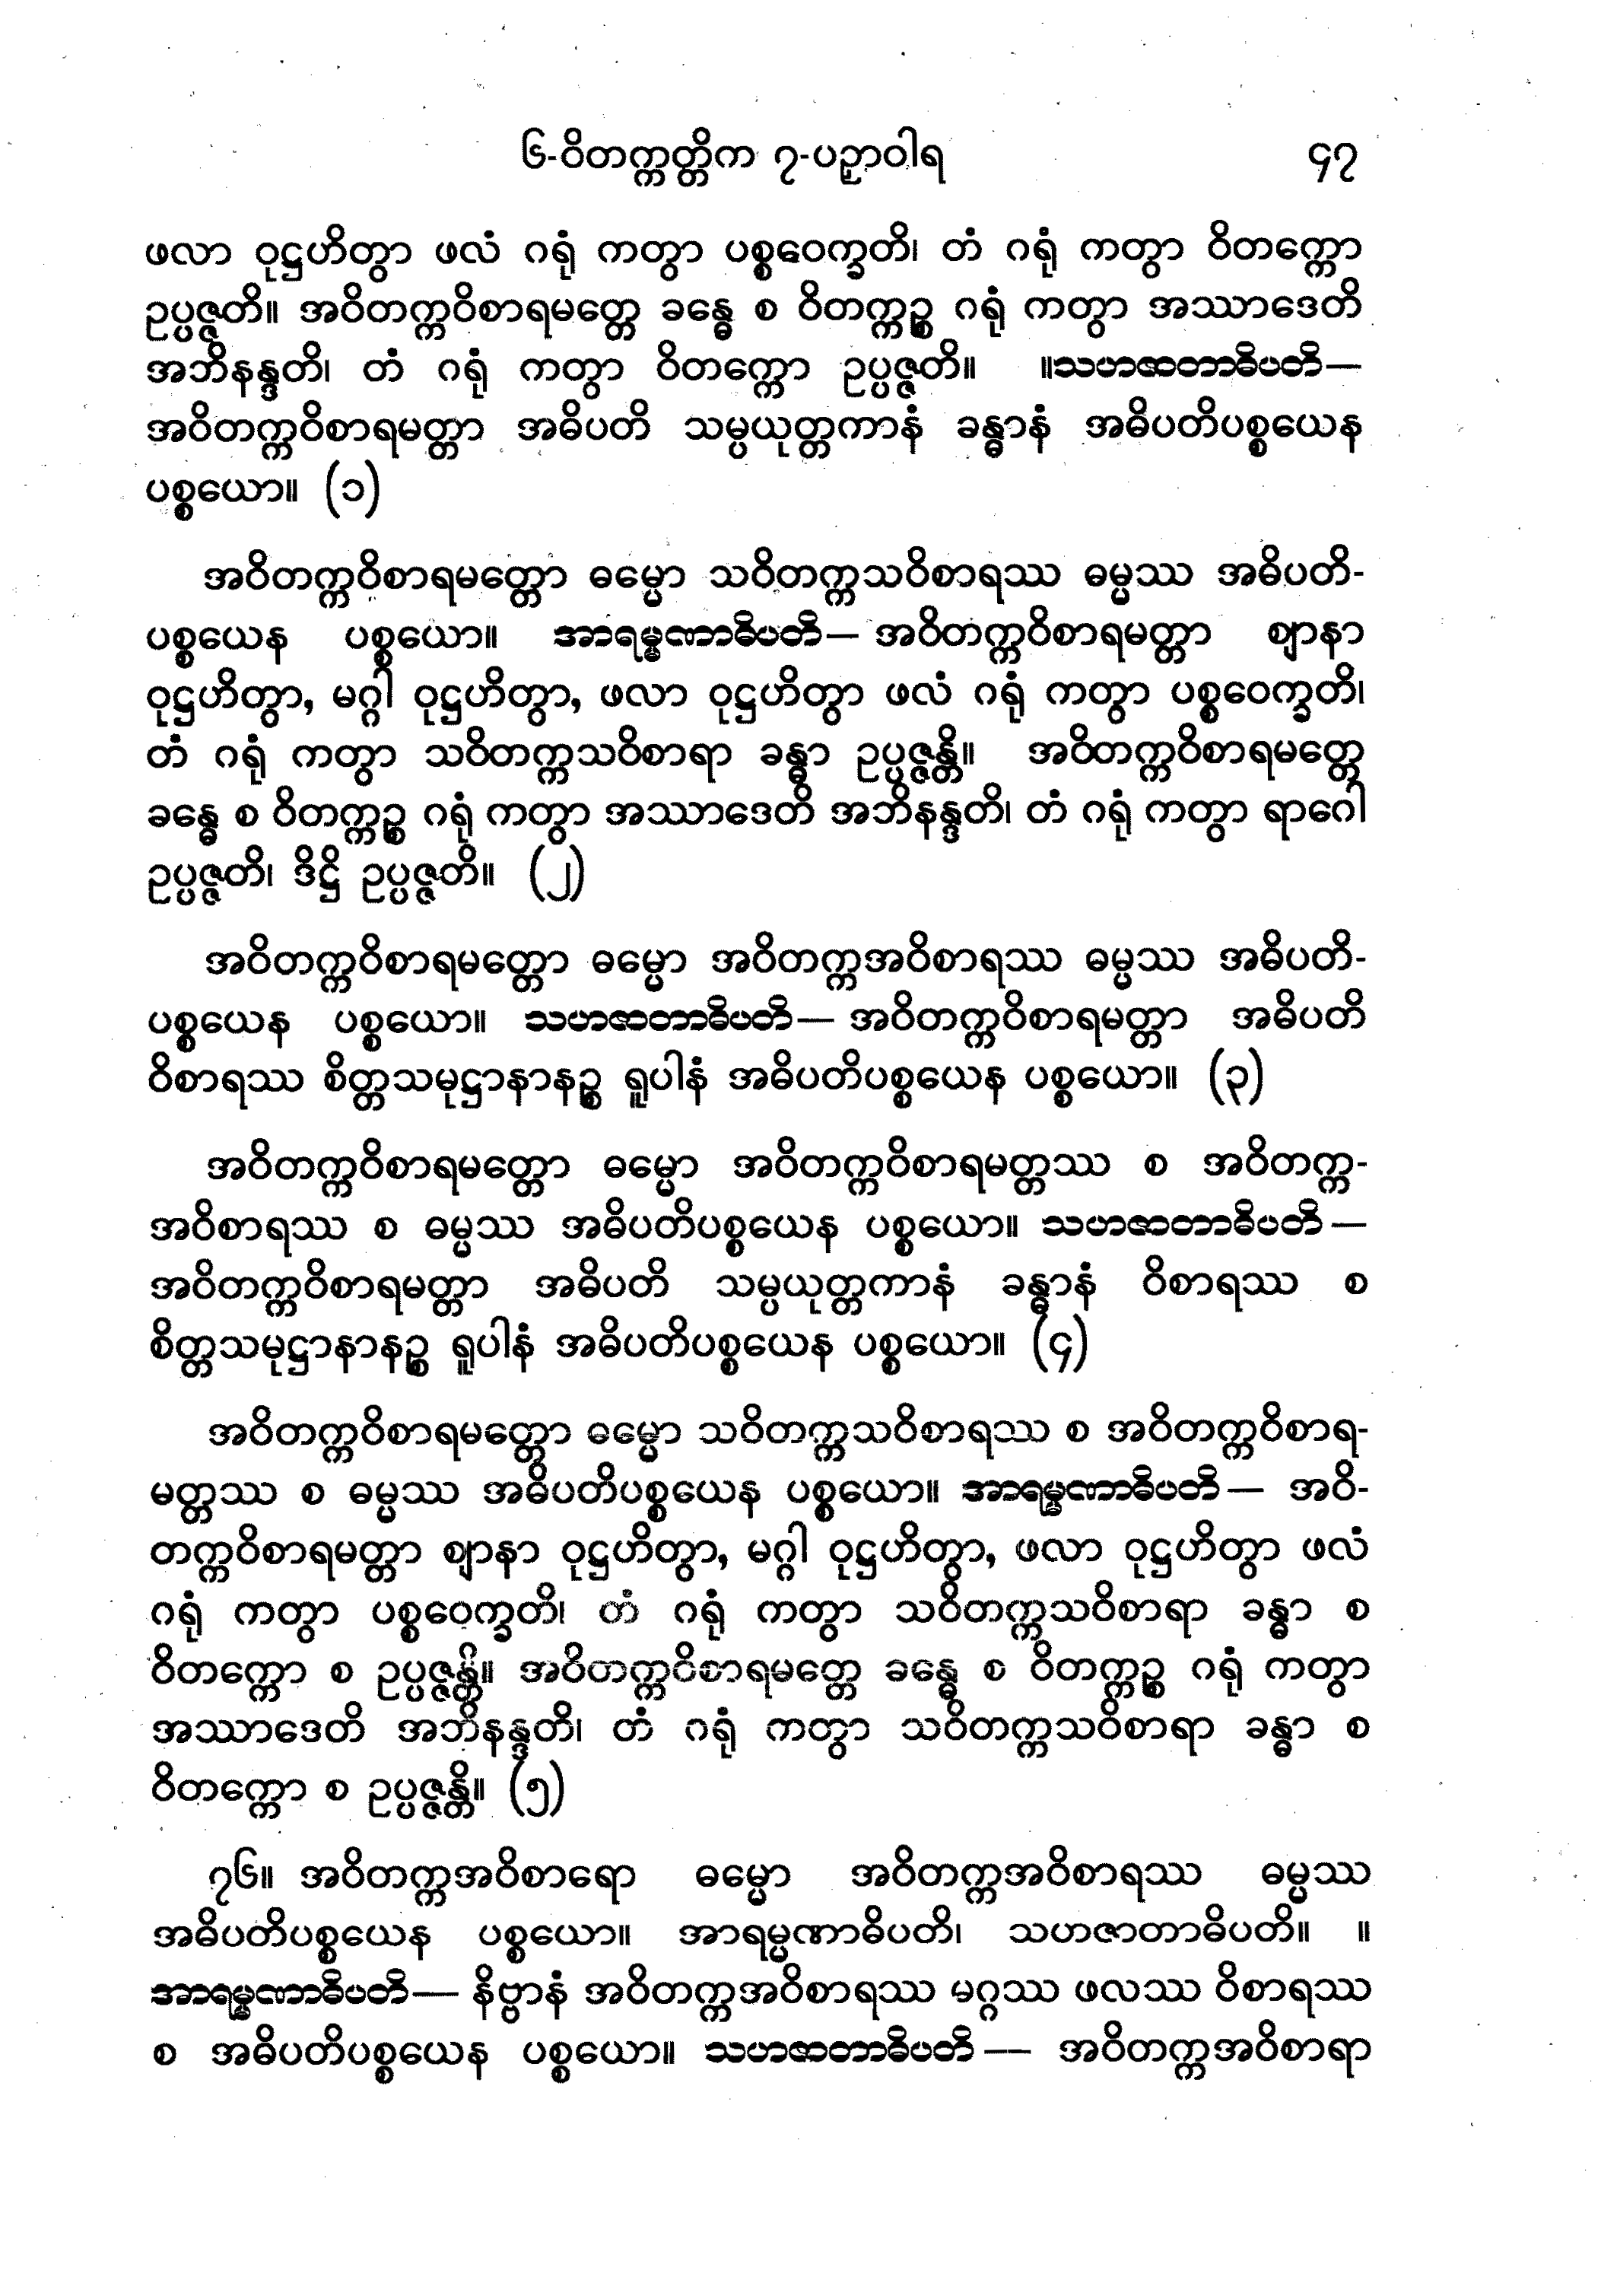 ၆-ဝိတက္ကတ္တိက ၇-ပဉှာဝါရ ၄၇
ဖလာ ဝုဋ္ဌဟိတွာ ဖလံ ဂရုံ ကတွာ ပစ္စဝေက္ခတိ၊ တံ ဂရုံ ကတွာ ဝိတက္ကော
ဥပ္ပဇ္ဇတိ။ အဝိတက္ကဝိစာရမတ္တေ ခန္ဓေ စ ဝိတက္ကဉ္စ ဂရုံ ကတွာ အဿာဒေတိ
အဘိနန္ဒတိ၊ တံ ဂရုံ ကတွာ ဝိတက္ကော ဥပ္ပဇ္ဇတိ။ ။သဟဇာတာဓိပတိ—
အဝိတက္ကဝိစာရမတ္တာ အဓိပတိ သမ္ပယုတ္တကာနံ ခန္ဓာနံ အဓိပတိပစ္စယေန
ပစ္စယော။ (၁)
အဝိတက္ကဝိစာရမတ္တော ဓမ္မော သဝိတက္ကသဝိစာရဿ ဓမ္မဿ အဓိပတိ-
ပစ္စယေန ပစ္စယော။ အာရမ္မဏာဓိပတိ— အဝိတက္ကဝိစာရမတ္တာ ဈာနာ
ဝုဋ္ဌဟိတွာ, မဂ္ဂါ ဝုဋ္ဌဟိတွာ, ဖလာ ဝုဋ္ဌဟိတွာ ဖလံ ဂရုံ ကတွာ ပစ္စဝေက္ခတိ၊
တံ ဂရုံ ကတွာ သဝိတက္ကသဝိစာရာ ခန္ဓာ ဥပ္ပဇ္ဇန္တိ။ အဝိတက္ကဝိစာရမတ္တေ
ခန္ဓေ စ ဝိတက္ကဉ္စ ဂရုံ ကတွာ အဿာဒေတိ အဘိနန္ဒတိ၊ တံ ဂရုံ ကတွာ ရာဂေါ
ဥပ္ပဇ္ဇတိ၊ ဒိဋ္ဌိ ဥပ္ပဇ္ဇတိ။ (၂)
အဝိတက္ကဝိစာရမတ္တော ဓမ္မော အဝိတက္ကအဝိစာရဿ ဓမ္မဿ အဓိပတိ-
ပစ္စယေန ပစ္စယော။ သဟဇာတာဓိပတိ— အဝိတက္ကဝိစာရမတ္တာ အဓိပတိ
ဝိစာရဿ စိတ္တသမုဋ္ဌာနာနဉ္စ ရူပါနံ အဓိပတိပစ္စယေန ပစ္စယော။ (၃)
အဝိတက္ကဝိစာရမတ္တော ဓမ္မော အဝိတက္ကဝိစာရမတ္တဿ စ အဝိတက္က-
အဝိစာရဿ စ ဓမ္မဿ အဓိပတိပစ္စယေန ပစ္စယော။ သဟဇာတာဓိပတိ—
အဝိတက္ကဝိစာရမတ္တာ အဓိပတိ သမ္ပယုတ္တကာနံ ခန္ဓာနံ ဝိစာရဿ စ
စိတ္တသမုဋ္ဌာနာနဉ္စ ရူပါနံ အဓိပတိပစ္စယေန ပစ္စယော။ (၄)
အဝိတက္ကဝိစာရမတ္တော ဓမ္မော သဝိတက္ကသဝိစာရဿ စ အဝိတက္ကဝိစာရ-
မတ္တဿ စ ဓမ္မဿ အဓိပတိပစ္စယေန ပစ္စယော။ အာရမ္မဏာဓိပတိ— အဝိ-
တက္ကဝိစာရမတ္တာ ဈာနာ ဝုဋ္ဌဟိတွာ, မဂ္ဂါ ဝုဋ္ဌဟိတွာ, ဖလာ ဝုဋ္ဌဟိတွာ ဖလံ
ဂရုံ ကတွာ ပစ္စဝေက္ခတိ၊ တံ ဂရုံ ကတွာ သဝိတက္ကသဝိစာရာ ခန္ဓာ စ
ဝိတက္ကော စ ဥပ္ပဇ္ဇန္တိ။ အဝိတက္ကဝိစာရမတ္တေ ခန္ဓေ စ ဝိတက္ကဉ္စ ဂရုံ ကတွာ
အဿာဒေတိ အဘိနန္ဒတိ၊ တံ ဂရုံ ကတွာ သဝိတက္ကသဝိစာရာ ခန္ဓာ စ
ဝိတက္ကော စ ဥပ္ပဇ္ဇန္တိ။ (၅)
၇၆။ အဝိတက္ကအဝိစာရော ဓမ္မော အဝိတက္ကအဝိစာရဿ ဓမ္မဿ
အဓိပတိပစ္စယေန ပစ္စယော။ အာရမ္မဏာဓိပတိ၊ သဟဇာတာဓိပတိ။ ။
အာရမ္မဏာဓိပတိ— နိဗ္ဗာနံ အဝိတက္ကအဝိစာရဿ မဂ္ဂဿ ဖလဿ ဝိစာရဿ
စ အဓိပတိပစ္စယေန ပစ္စယော။ သဟဇာတာဓိပတိ— အဝိတက္ကအဝိစာရာ